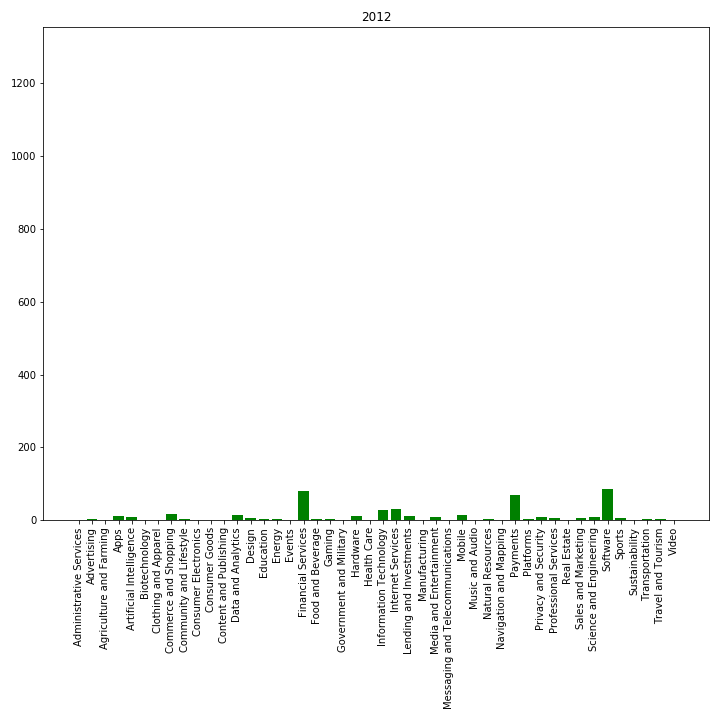 2012
1200
1000
800
600
400
200
0
Administrative Services
Advertising
Agriculture and Farming
Apps
Artificial Intelligence
Biotechnology
Clothing and Apparel
Commerce and Shopping
Community and Lifestyle
Consumer Electronics
Consumer Goods
Content and Publishing
Data and Analytics
Design
Education
Energy
Events
Financial Services
Food and Beverage
Gaming
Government and Military
Hardware
Health Care
Information Technology
Internet Services
Lending and Investments
Manufacturing
Media and Entertainment
Messaging and Telecommunications
Mobile
Music and Audio
Natural Resources
Navigation and Mapping
Payments
Platforms
Privacy and Security
Professional Services
Real Estate
Sales and Marketing
Science and Engineering
Software
Sports
Sustainability
Transportation
Travel and Tourism
Video